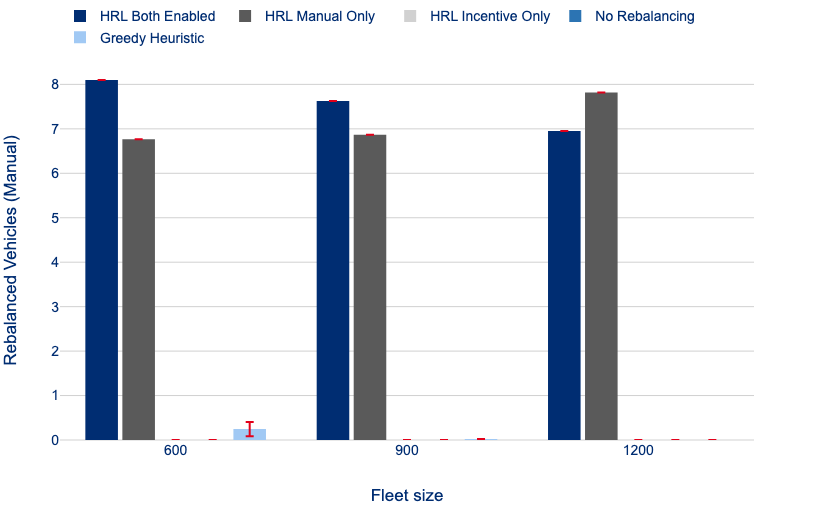 HRL Both Enabled HRL Manual Only HRL Incentive Only No Rebalancing
Greedy Heuristic
Rebalanced Vehicles (Manual)
8
7
6
5
4
3
2
1
0
600 900 1200
Fleet size